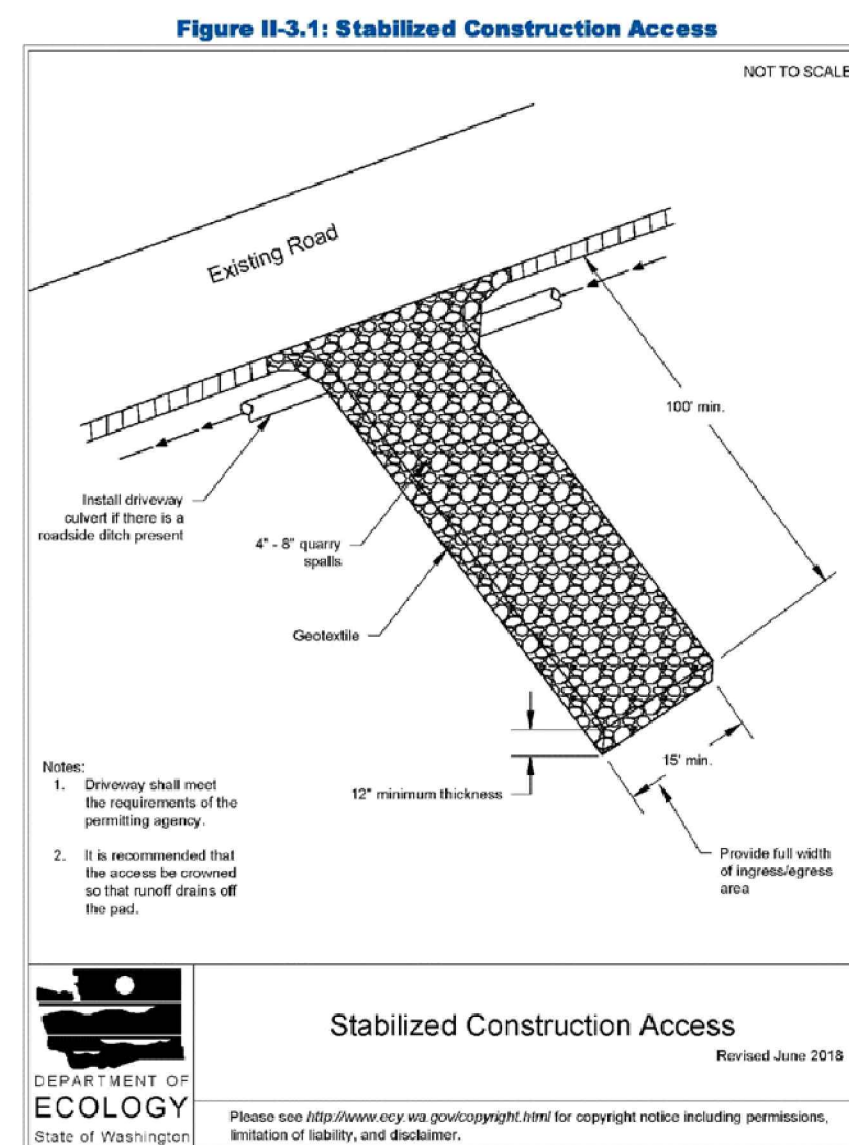 Figure II-3.1: Stabilized Construction Access
NOT TO SCALE
Existing Road
100' min.
Install driveway
culvert if there is a
roadside ditch present
4" - 8" quarry
spalls
Geotextile
15' min.
12" minimum thickness
Provide full width
of ingress/egress
area
Notes:
1. Driveway shall meet
the requirements of the
permitting agency.
2. It is recommended that
the access be crowned
so that runoff drains off
the pad.
DEPARTMENT OF
ECOLOGY
State of Washington
Stabilized Construction Access
Revised June 2018
Please see http://www.ecy.wa.gov/copyright.html for copyright notice including permissions,
limitation of liability, and disclaimer.